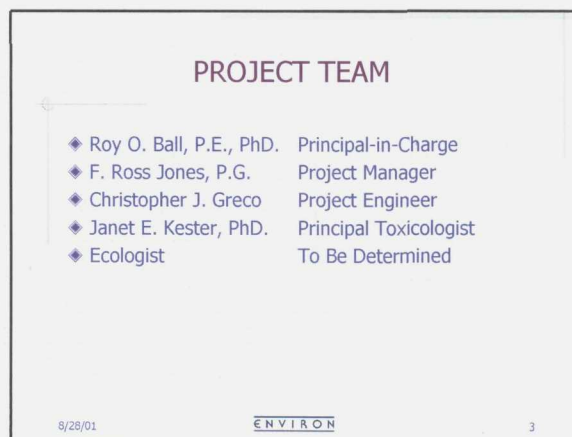 PROJECT TEAM
Roy O. Ball, P.E., PhD. Principal-in-Charge
F. Ross Jones, P.G. Project Manager
Christopher J. Greco Project Engineer
Janet E. Kester, PhD. Principal Toxicologist
Ecologist To Be Determined
8/28/01 ENVIRON 3